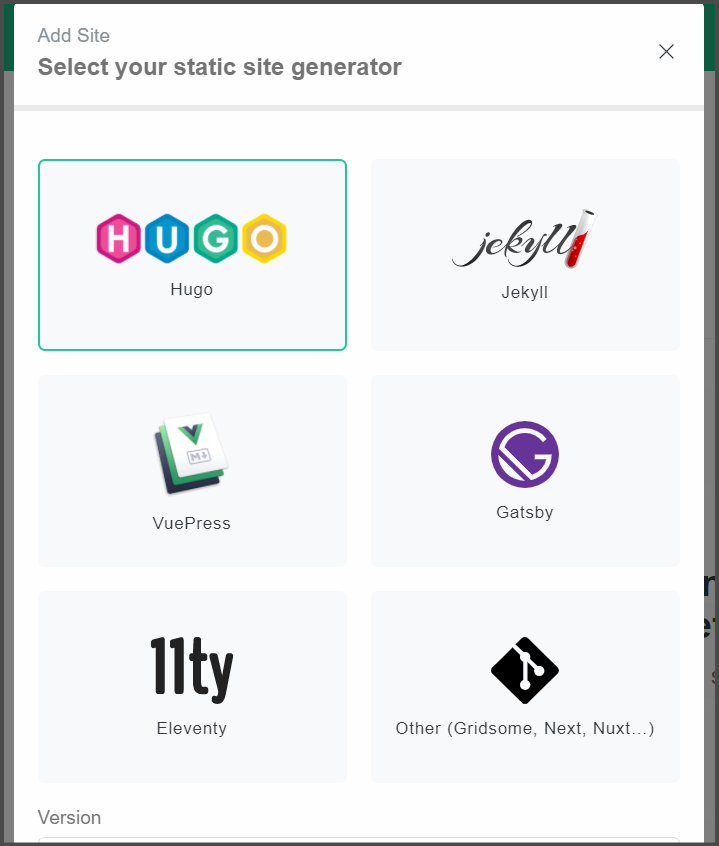 Add Site
Select your static site generator
HUGO
Hugo
jekyll
Jekyll
V
M↓
VuePress
G
Gatsby
11ty
Eleventy
Other (Gridsome, Next, Nuxt...)
Version